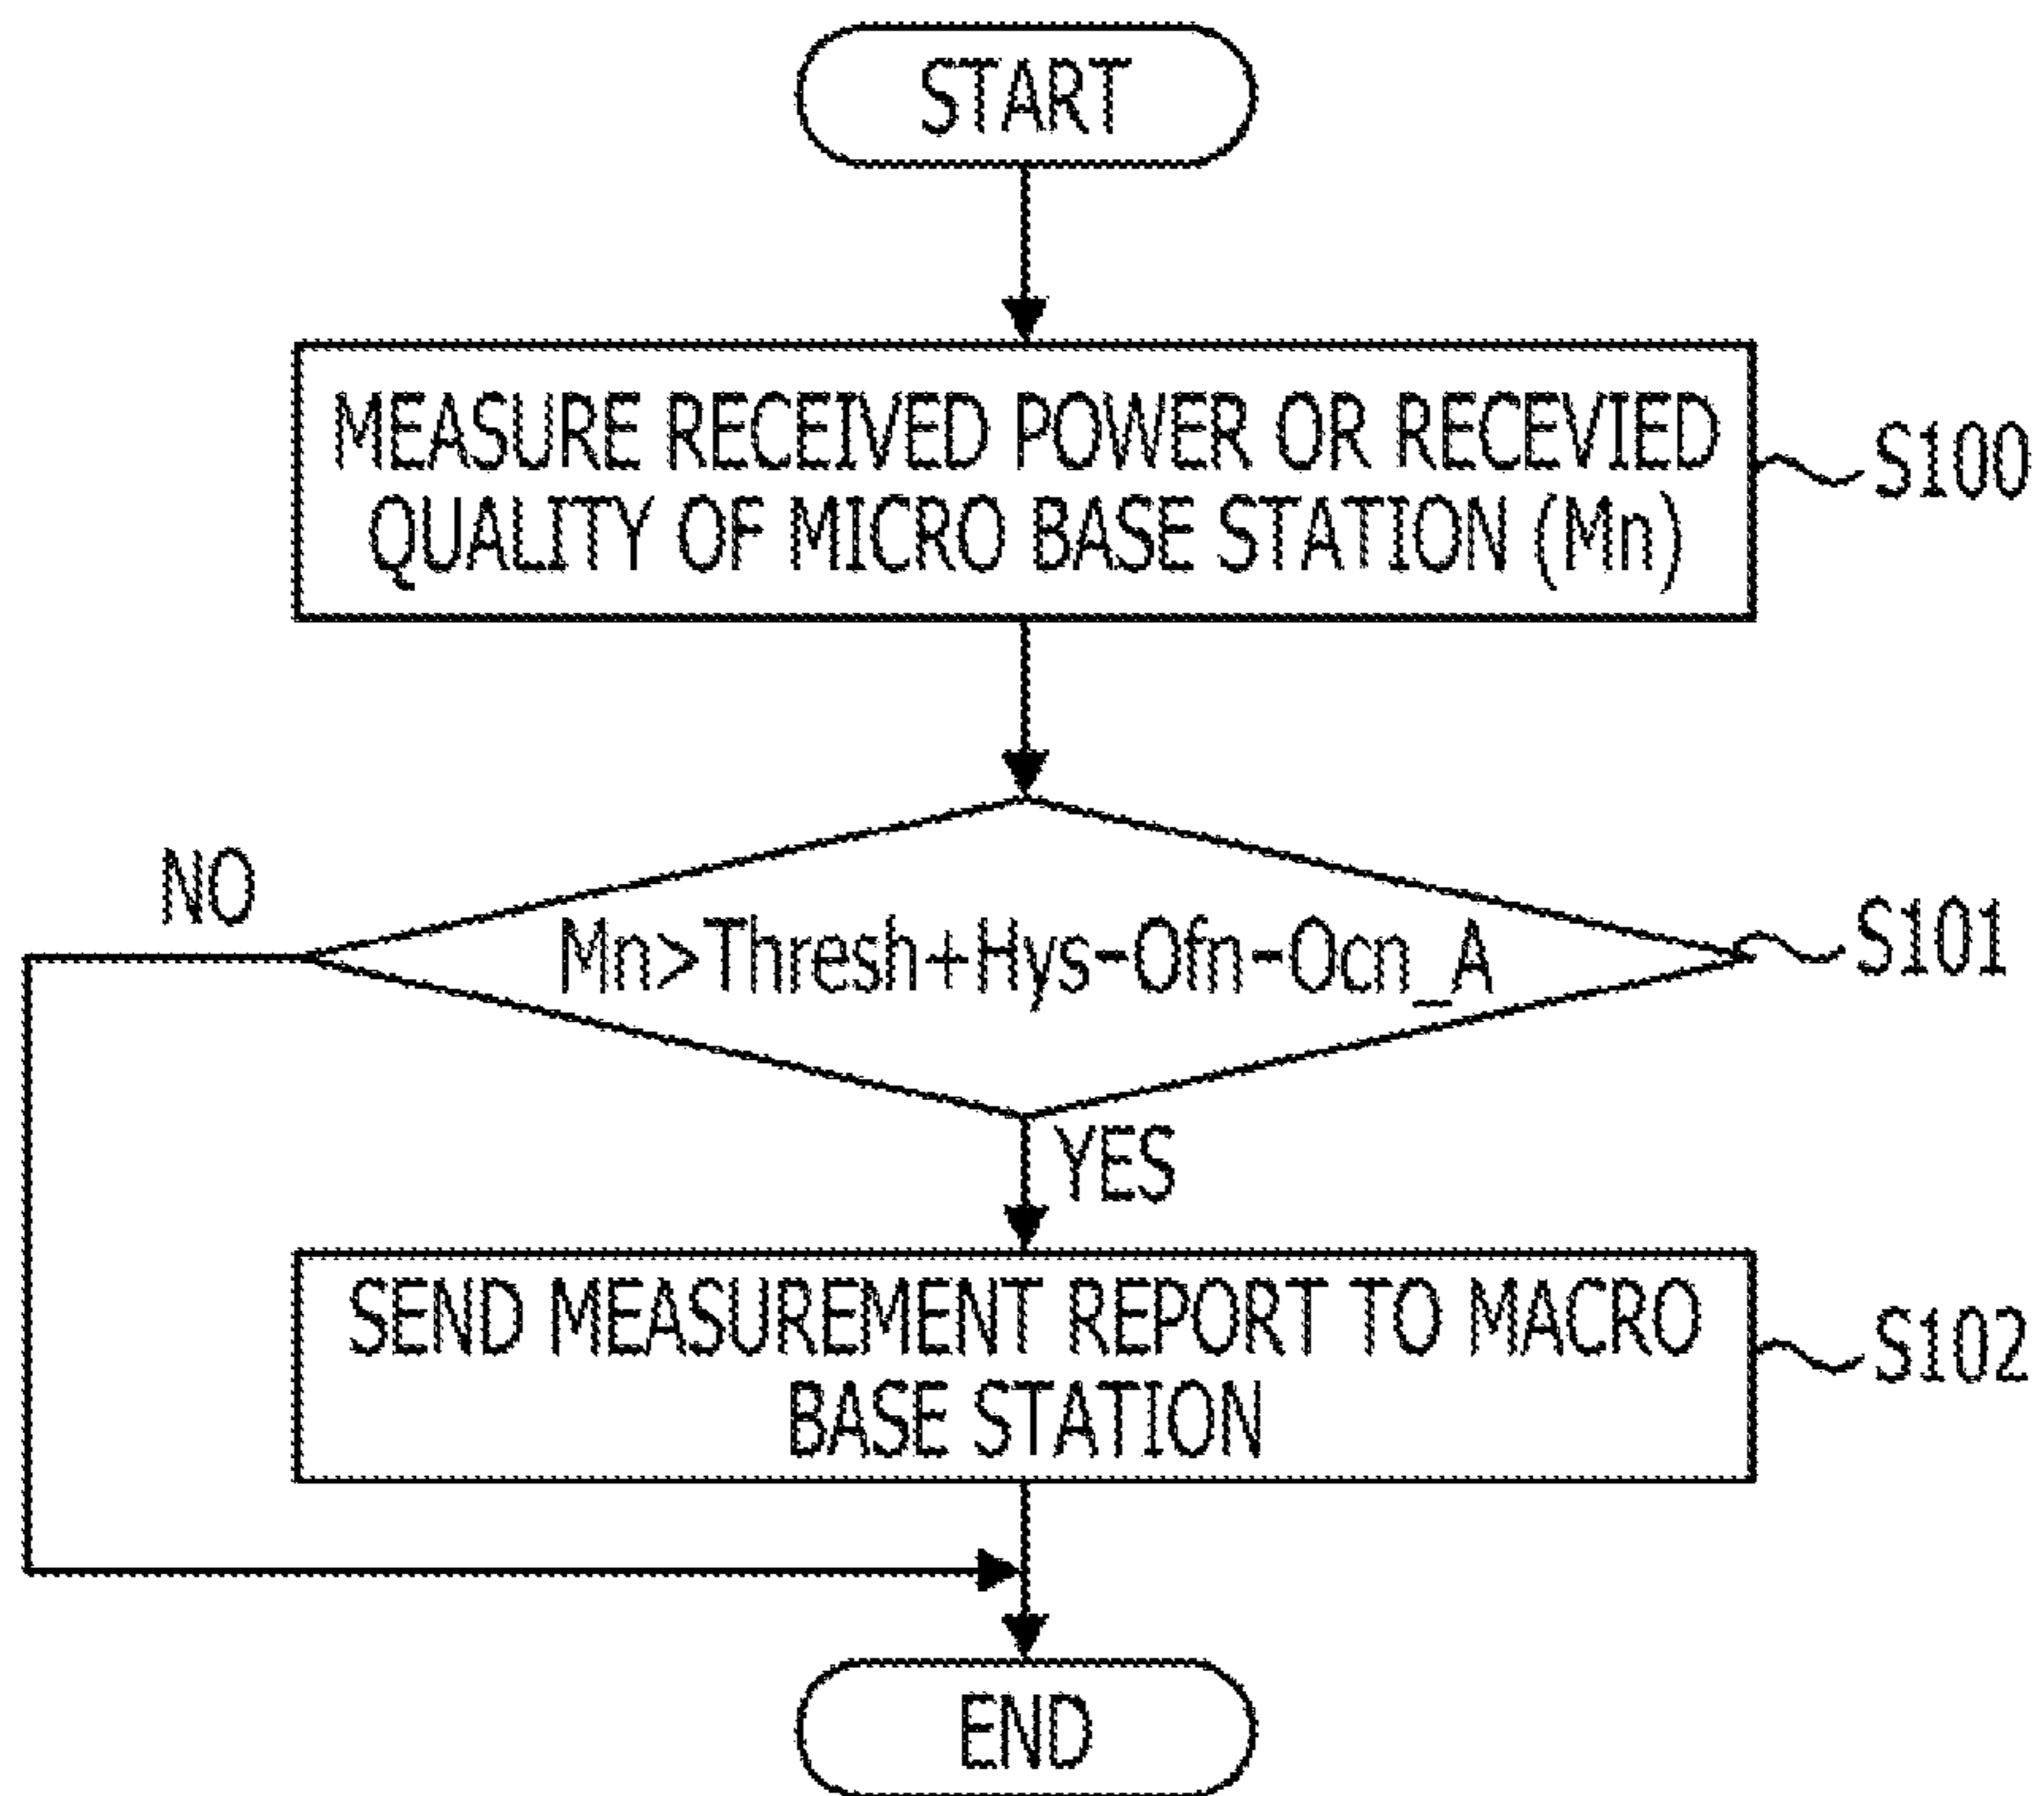 START
MEASURE RECEIVED POWER OR RECEVIED
QUALITY OF MICRO BASE STATION (Mn)
S100
NO
Mn>Thresh+Hys-Ofn-Ocn_A
S101
YES
SEND MEASUREMENT REPORT TO MACRO
BASE STATION
S102
END